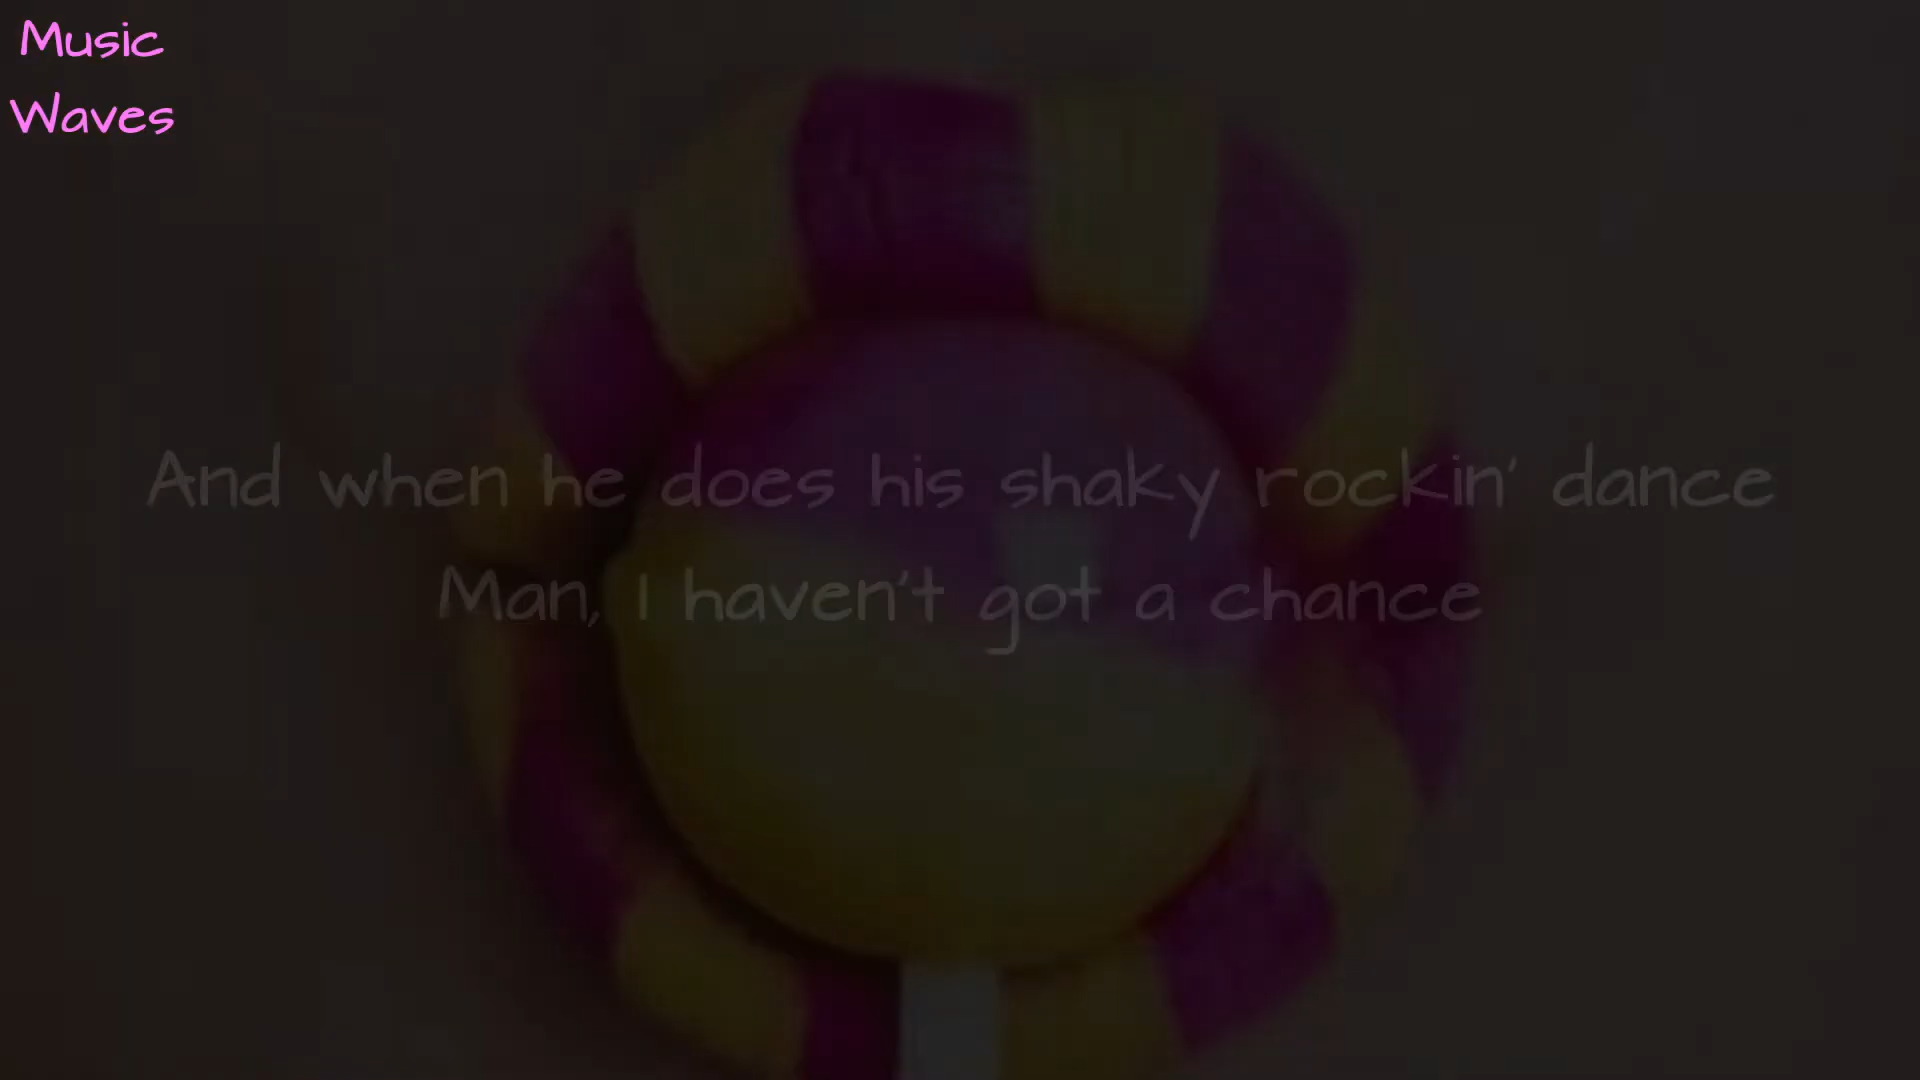 Music
Waves
And when he does his shaky rockin' dance
Man, I haven't got a chance